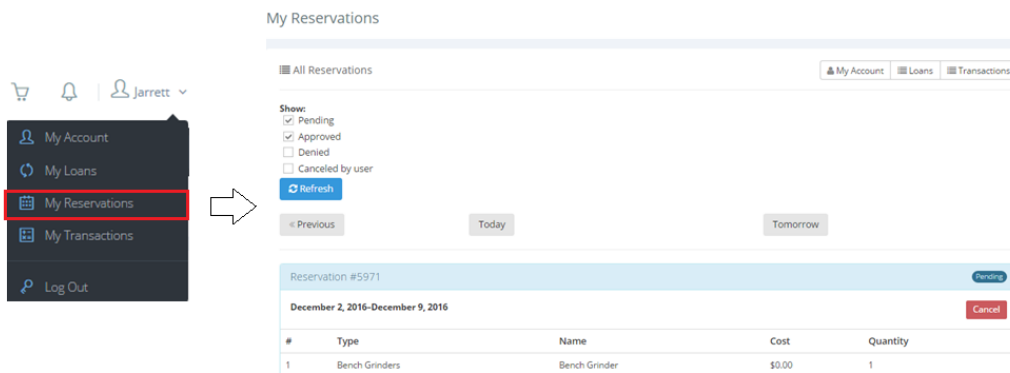 Jarrett
My Account
My Loans
My Reservations
My Transactions
Log Out
My Reservations
All Reservations
My Account Loans Transactions
Show:
Pending
Approved
Denied
Canceled by user
Refresh
« Previous Today Tomorrow
Reservation #5971 Pending
December 2, 2016–December 9, 2016 Cancel
# Type Name Cost Quantity
1 Bench Grinders Bench Grinder $0.00 1